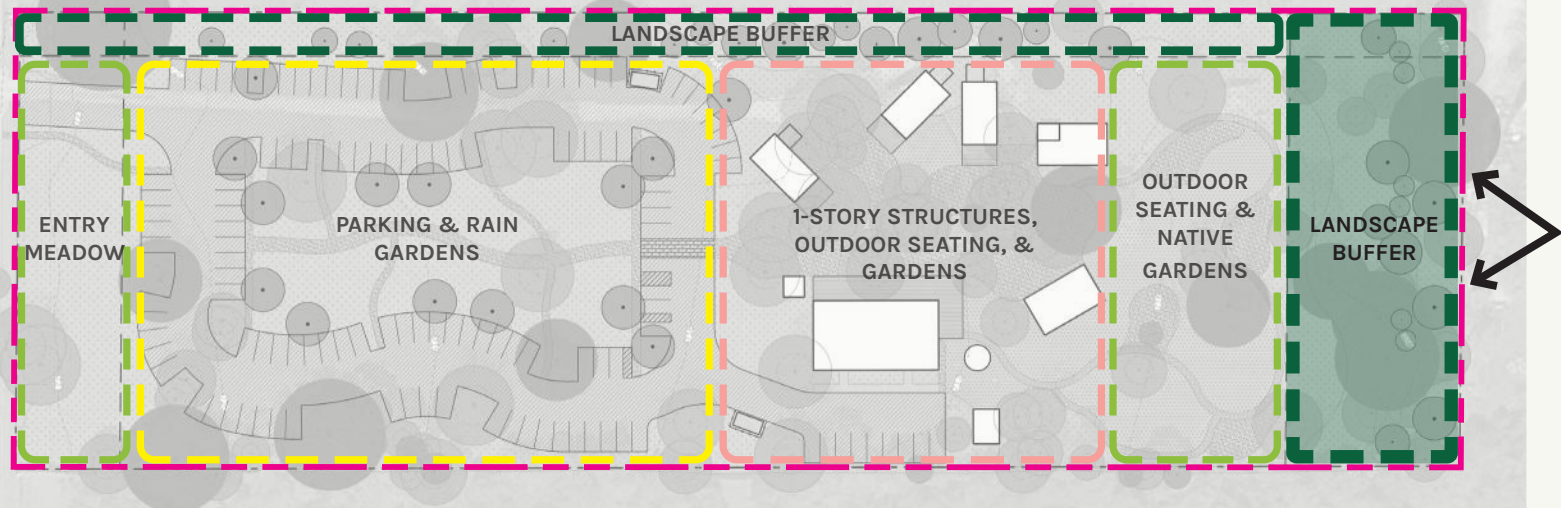 LANDSCAPE BUFFER
ENTRY
MEADOW
PARKING & RAIN
GARDENS
1-STORY STRUCTURES,
OUTDOOR SEATING, &
GARDENS
OUTDOOR
SEATING &
NATIVE
GARDENS
LANDSCAPE
BUFFER